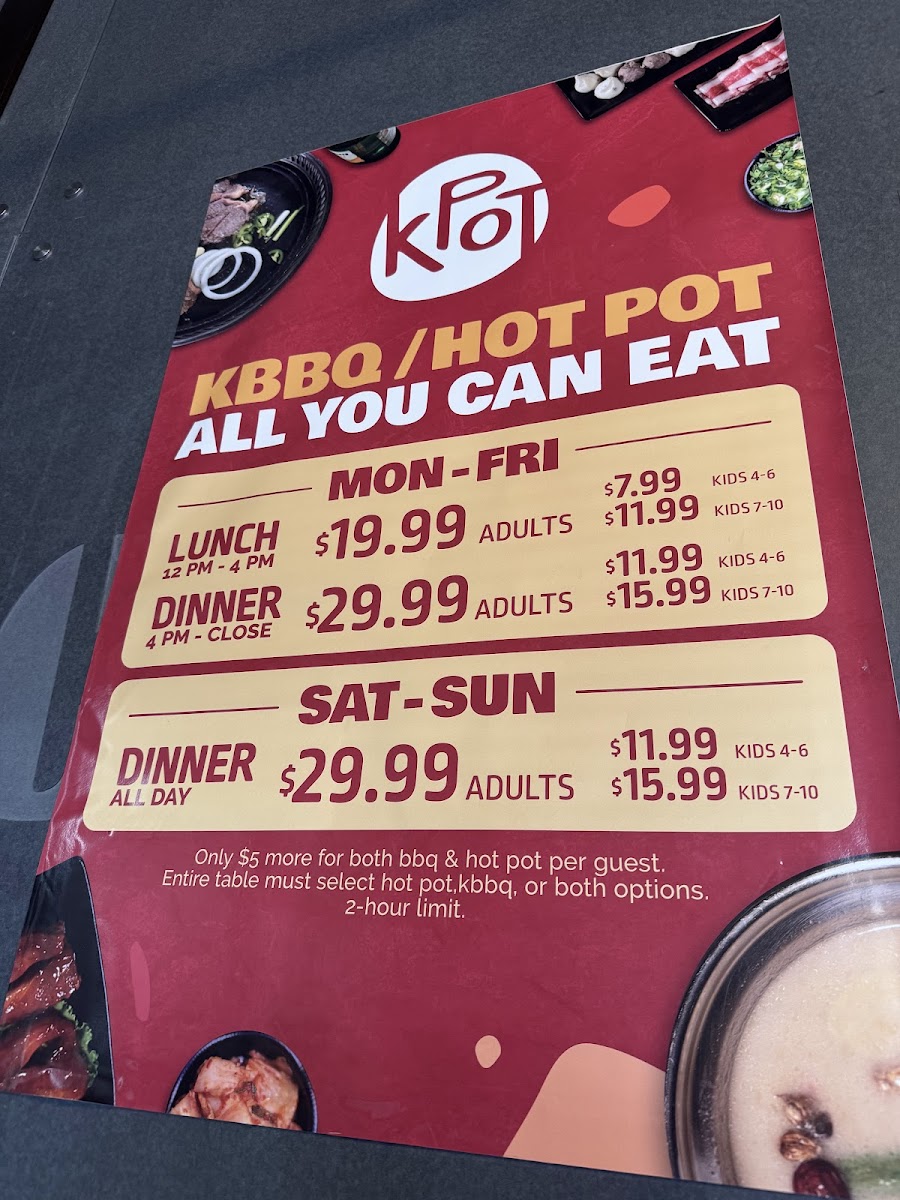 KPOT
KBBQ / HOT POT
ALL YOU CAN EAT
MON-FRI
LUNCH
12 PM - 4 PM
$19.99 ADULTS
$7.99 KIDS 4-6
$11.99 KIDS 7-10
DINNER
4 PM - CLOSE
$29.99 ADULTS
$11.99 KIDS 4-6
$15.99 KIDS 7-10
SAT-SUN
DINNER
ALL DAY
$29.99 ADULTS
$11.99 KIDS 4-6
$15.99 KIDS 7-10
Only $5 more for both bbq & hot pot per guest.
Entire table must select hot pot,kbbq, or both options.
2-hour limit.